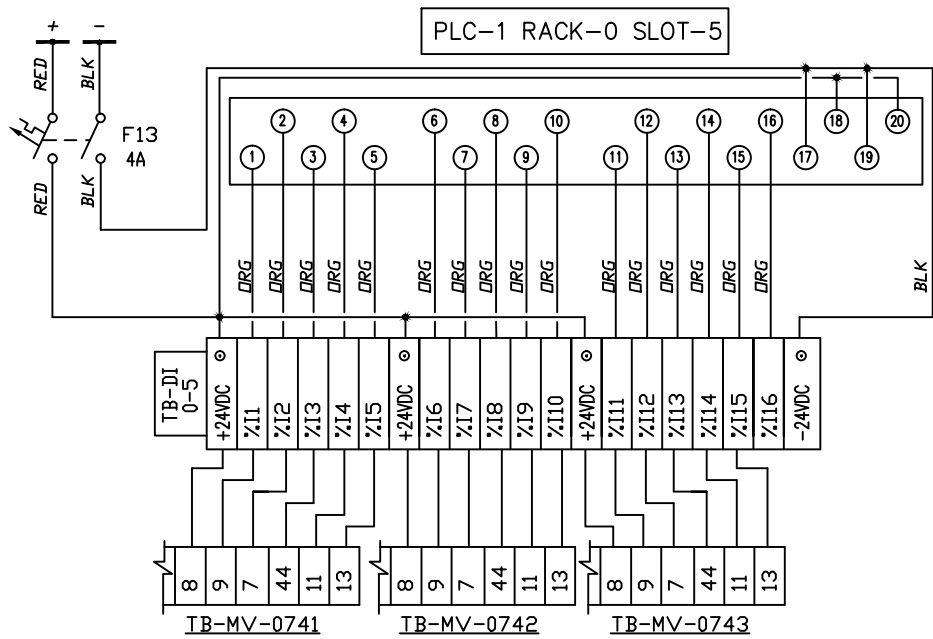 PLC-1 RACK-0 SLOT-5
+ -
RED BLK
F13
4A
RED BLK
2 4 6 8 10 12 14 16 18 20
1 3 5 7 9 11 13 15 17 19
ORG ORG ORG ORG ORG ORG ORG ORG ORG ORG ORG ORG ORG ORG ORG ORG BLK
TB-DI
0-5
+24VDC %I1 %I2 %I3 %I4 %I5 +24VDC %I6 %I7 %I8 %I9 %I10 +24VDC %I11 %I12 %I13 %I14 %I15 %I16 -24VDC
8 9 7 44 11 13 8 9 7 44 11 13 8 9 7 44 11 13
TB-MV-0741 TB-MV-0742 TB-MV-0743